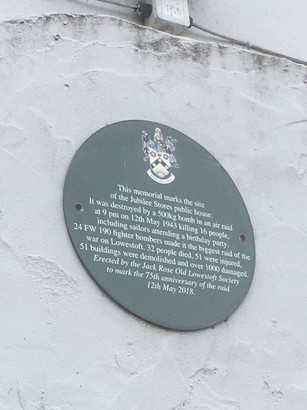 This memorial marks the site
of the Jubilee Stores public house.
It was destroyed by a 500kg bomb in an air raid
at 9 pm on 12th May 1943 killing 16 people,
including sailors attending a birthday party.
24 FW 190 fighter bombers made it the biggest raid of the
war on Lowestoft. 32 people died, 51 were injured,
51 buildings were demolished and over 1000 damaged.
Erected by the Jack Rose Old Lowestoft Society
to mark the 75th anniversary of the raid
12th May 2018.